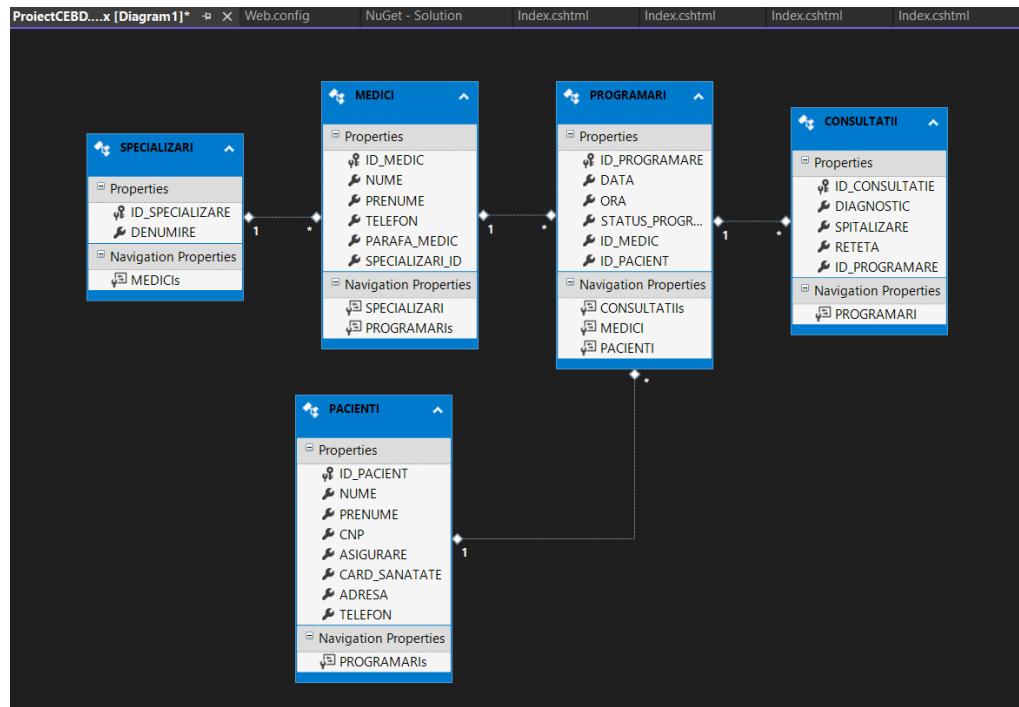 ProiectCEBD....x [Diagram1]*
Web.config
NuGet - Solution
Index.cshtml
Index.cshtml
Index.cshtml
Index.cshtml
SPECIALIZARI
Properties
ID_SPECIALIZARE
DENUMIRE
Navigation Properties
MEDICIs
1
*
MEDICI
Properties
ID_MEDIC
NUME
PRENUME
TELEFON
PARAFA_MEDIC
SPECIALIZARI_ID
Navigation Properties
SPECIALIZARI
PROGRAMARIs
1
*
PROGRAMARI
Properties
ID_PROGRAMARE
DATA
ORA
STATUS_PROGR...
ID_MEDIC
ID_PACIENT
Navigation Properties
CONSULTATIIs
MEDICI
PACIENTI
1
*
CONSULTATII
Properties
ID_CONSULTATIE
DIAGNOSTIC
SPITALIZARE
RETETA
ID_PROGRAMARE
Navigation Properties
PROGRAMARI
*
PACIENTI
Properties
ID_PACIENT
NUME
PRENUME
CNP
ASIGURARE
CARD_SANATATE
ADRESA
TELEFON
Navigation Properties
PROGRAMARIs
1